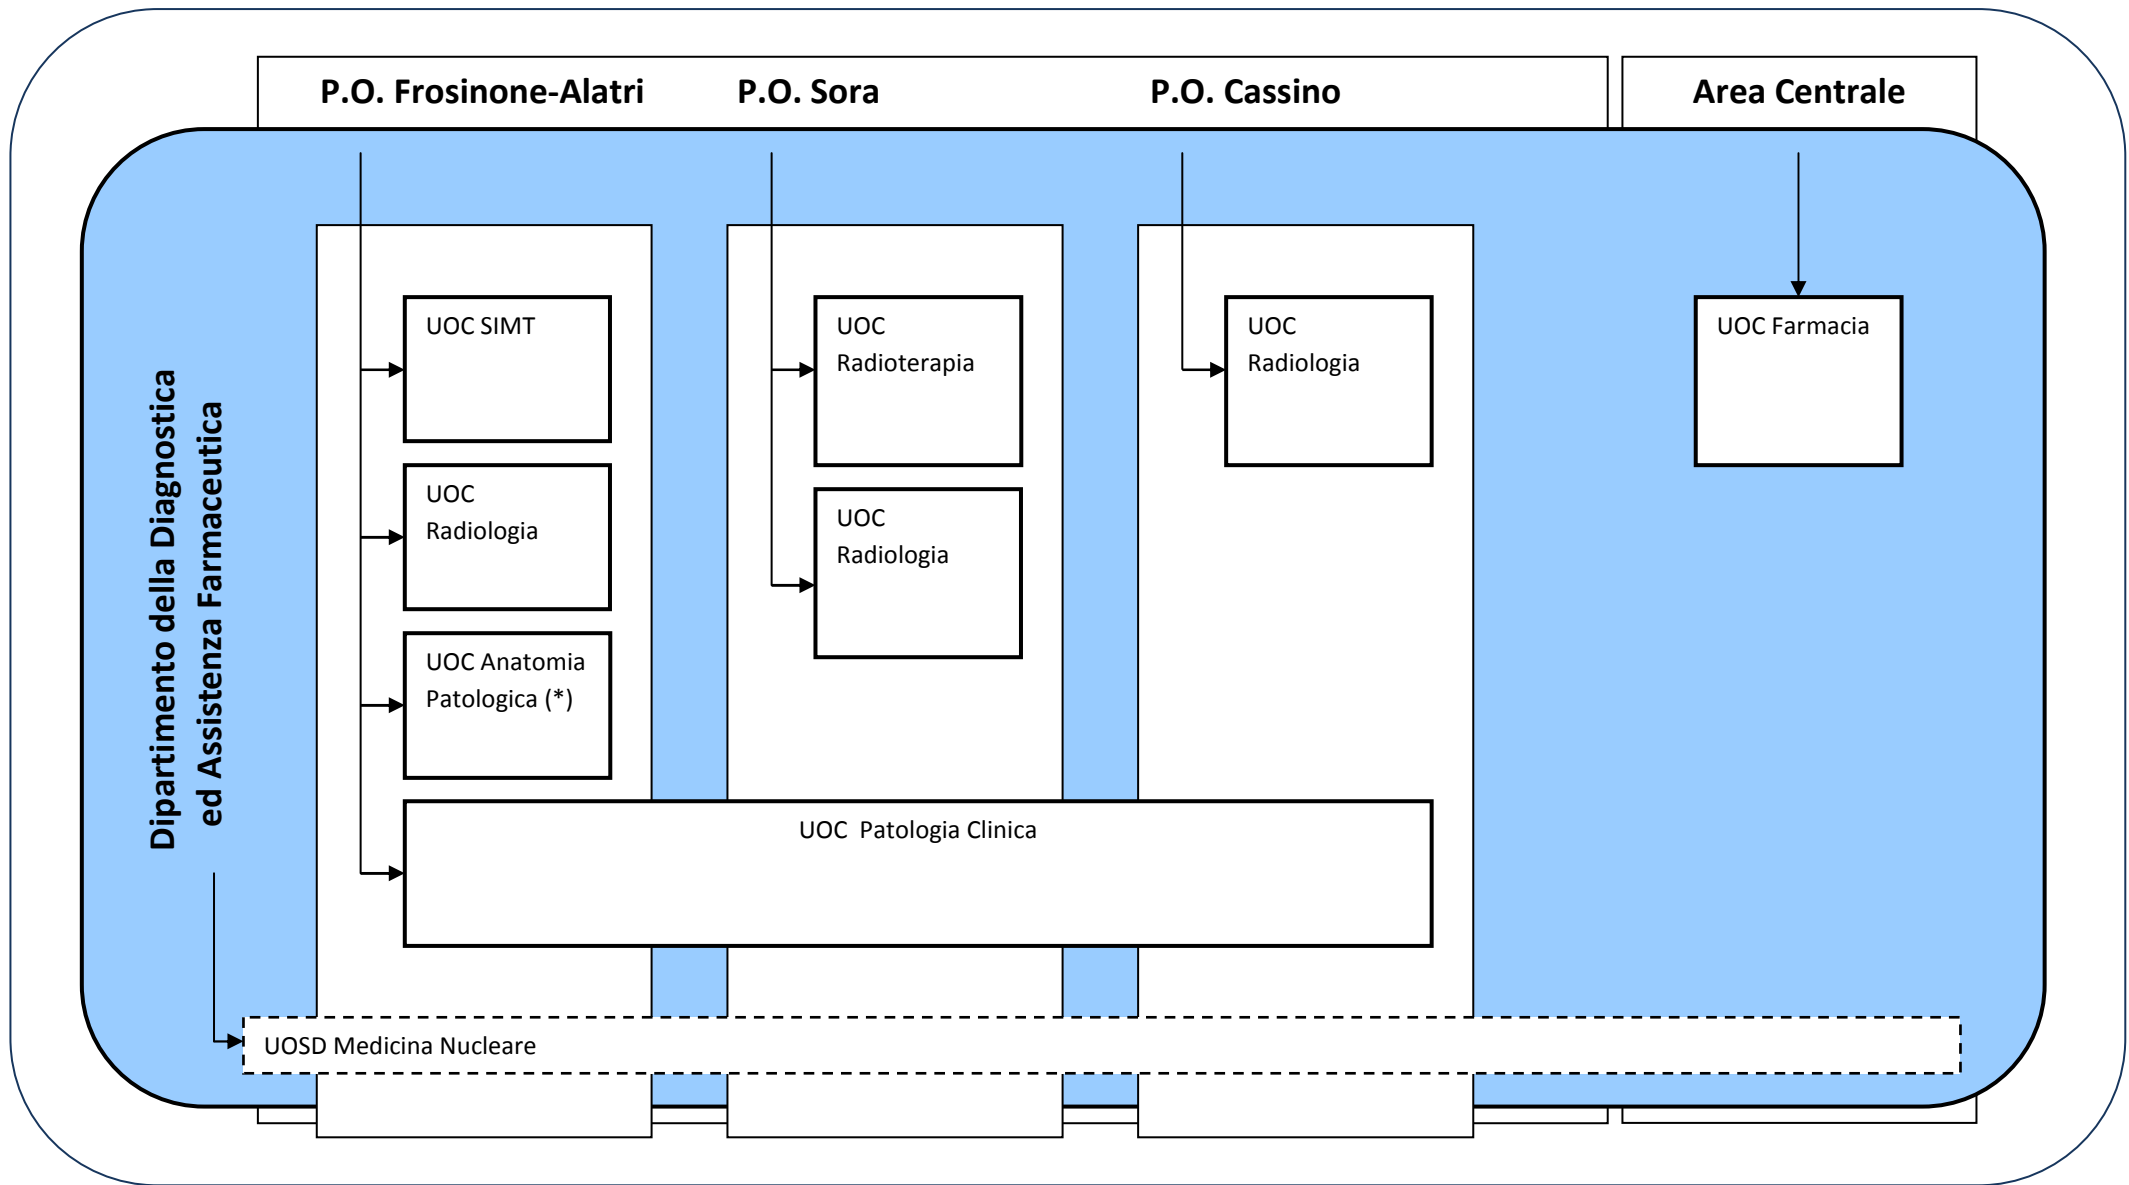 P.O. Frosinone-Alatri
P.O. Sora
P.O. Cassino
Area Centrale
Dipartimento della Diagnostica
ed Assistenza Farmaceutica
UOC SIMT
UOC
Radiologia
UOC Anatomia
Patologica (*)
UOC
Radioterapia
UOC
Radiologia
UOC
Radiologia
UOC Farmacia
UOC  Patologia Clinica
UOSD Medicina Nucleare